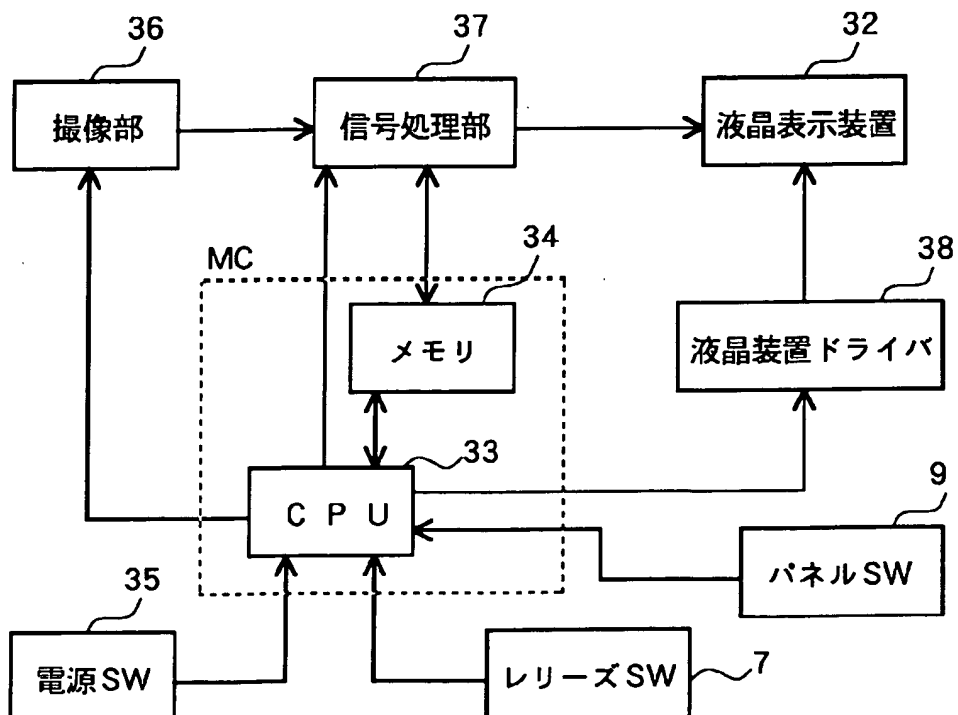 36
37
32
撮像部
信号処理部
液晶表示装置
MC
34
38
メモリ
液晶装置ドライバ
33
CPU
9
パネルSW
35
電源SW
レリーズSW
7